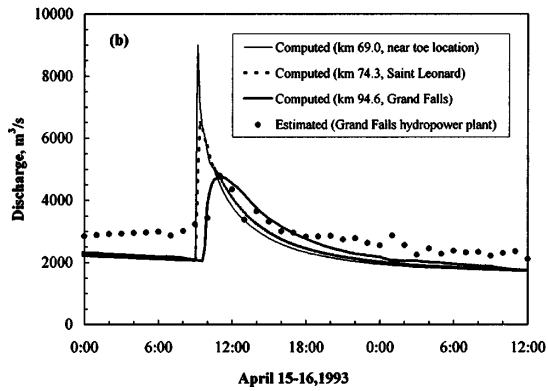 (b)
Computed (km 69.0, near toe location)
Computed (km 74.3, Saint Leonard)
Computed (km 94.6, Grand Falls)
Estimated (Grand Falls hydropower plant)
Discharge, m³/s
10000
8000
6000
4000
2000
0
0:00 6:00 12:00 18:00 0:00 6:00 12:00
April 15-16,1993